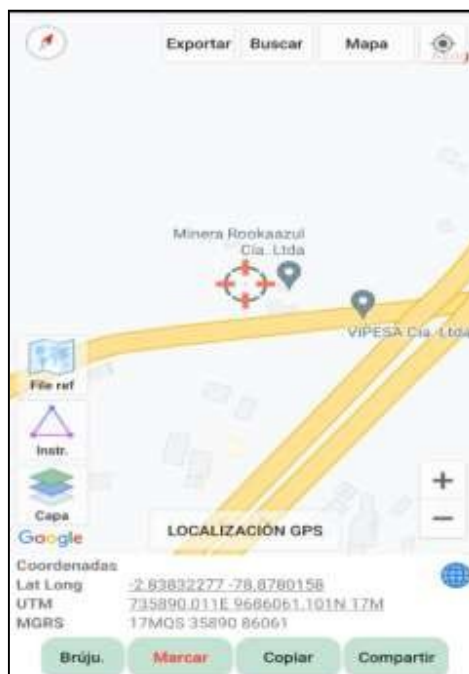 Exportar Buscar Mapa
Minera Rookaazul
Cía. Ltda
VIPESA Cía. Ltda
File ref
Instr.
Capa
Google
LOCALIZACIÓN GPS
Coordenadas
Lat Long -2.83832277 -78.8780158
UTM 735890.011E 9686061.101N 17M
MGRS 17MQS 35890 86061
Brúju. Marcar Copiar Compartir